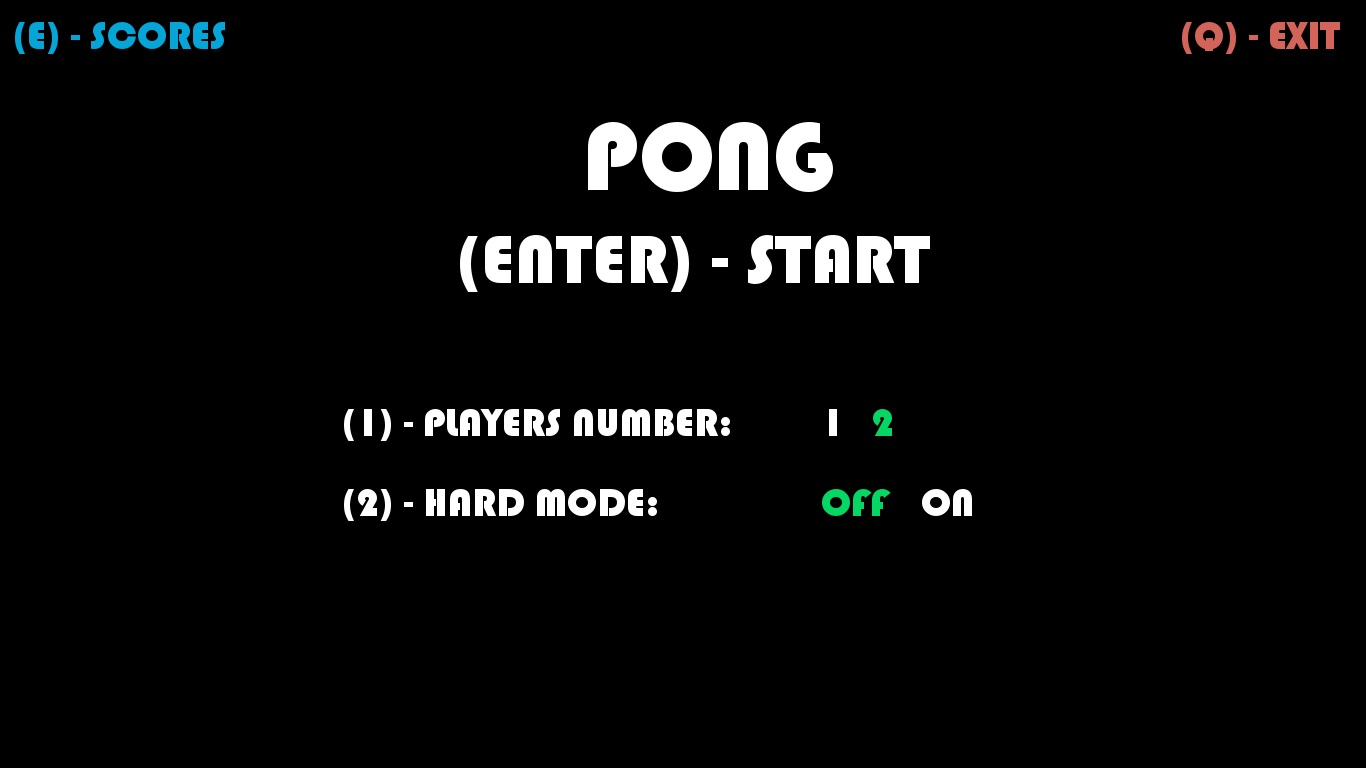 (E) - SCORES
(Q) - EXIT
PONG
(ENTER) - START
(1) - PLAYERS NUMBER: 1 2
(2) - HARD MODE: OFF ON